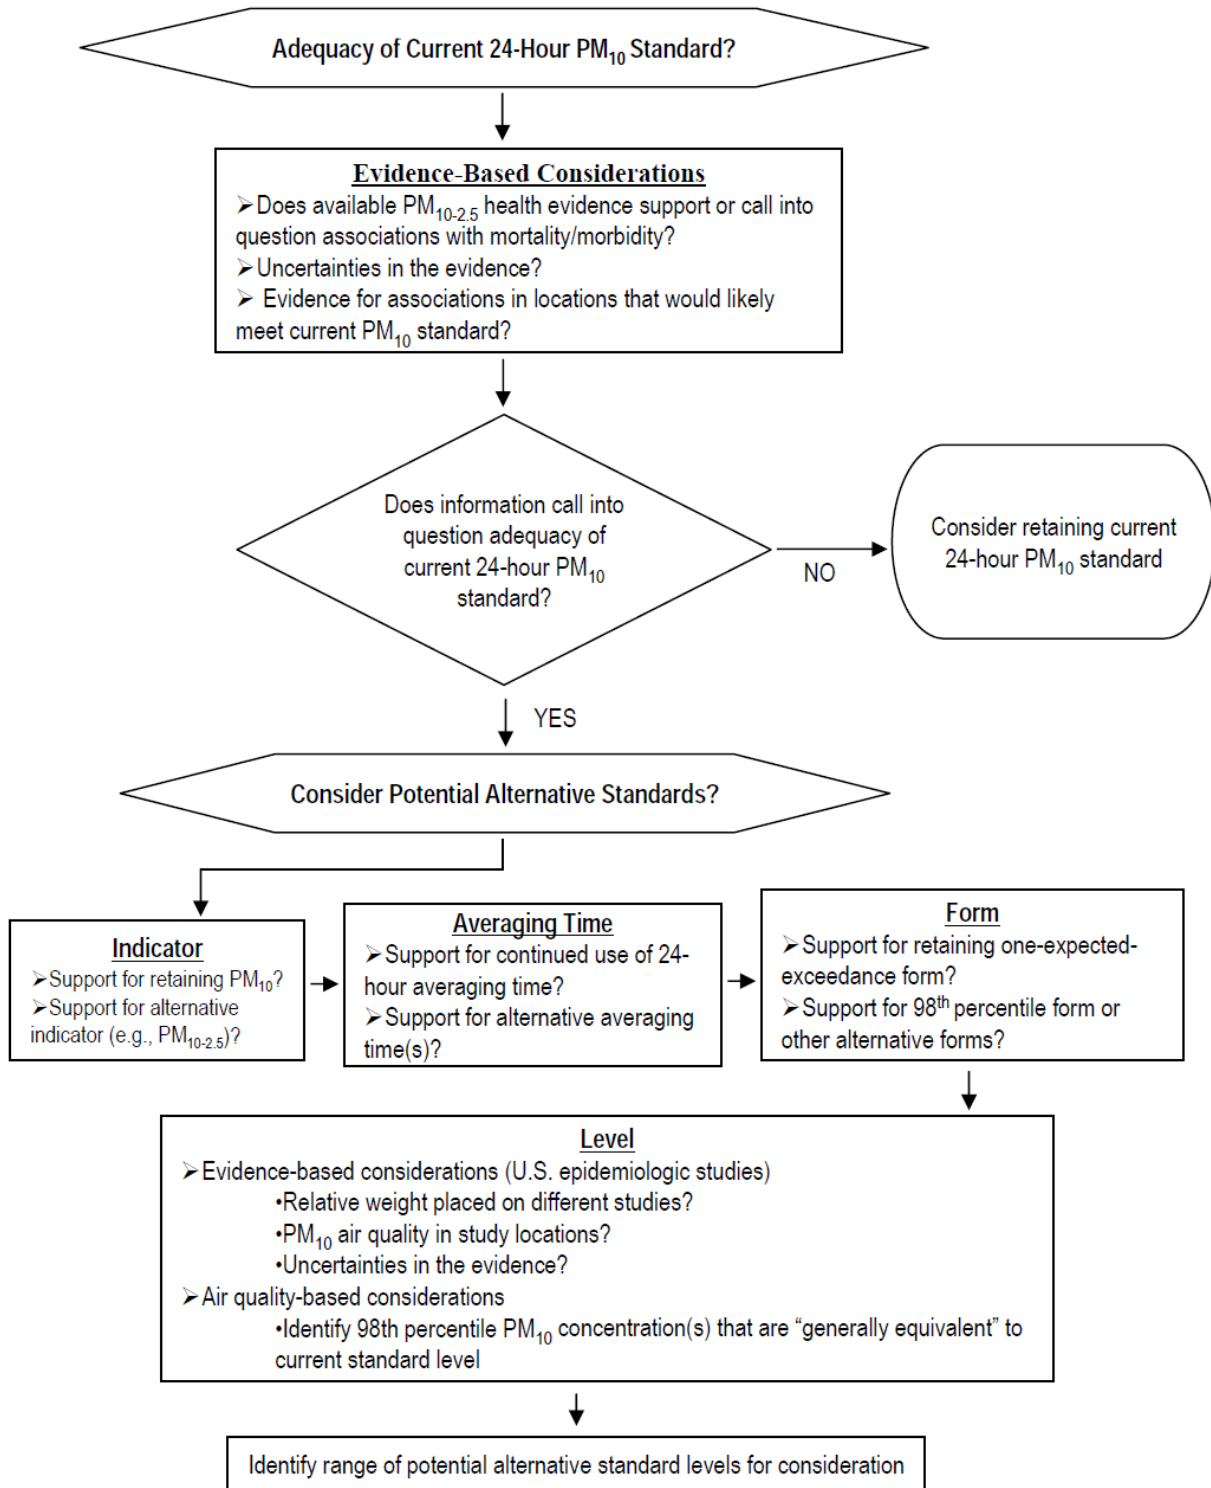 Adequacy of Current 24-Hour PM₁₀ Standard?
Evidence-Based Considerations
➢Does available PM₁₀₋₂.₅ health evidence support or call into
question associations with mortality/morbidity?
➢Uncertainties in the evidence?
➢ Evidence for associations in locations that would likely
meet current PM₁₀ standard?
Does information call into
question adequacy of
current 24-hour PM₁₀
standard?
NO
Consider retaining current
24-hour PM₁₀ standard
YES
Consider Potential Alternative Standards?
Indicator
➢Support for retaining PM₁₀?
➢Support for alternative
indicator (e.g., PM₁₀₋₂.₅)?
Averaging Time
➢Support for continued use of 24-
hour averaging time?
➢Support for alternative averaging
time(s)?
Form
➢Support for retaining one-expected-
exceedance form?
➢Support for 98th percentile form or
other alternative forms?
Level
➢Evidence-based considerations (U.S. epidemiologic studies)
•Relative weight placed on different studies?
•PM₁₀ air quality in study locations?
•Uncertainties in the evidence?
➢Air quality-based considerations
•Identify 98th percentile PM₁₀ concentration(s) that are “generally equivalent” to
current standard level
Identify range of potential alternative standard levels for consideration